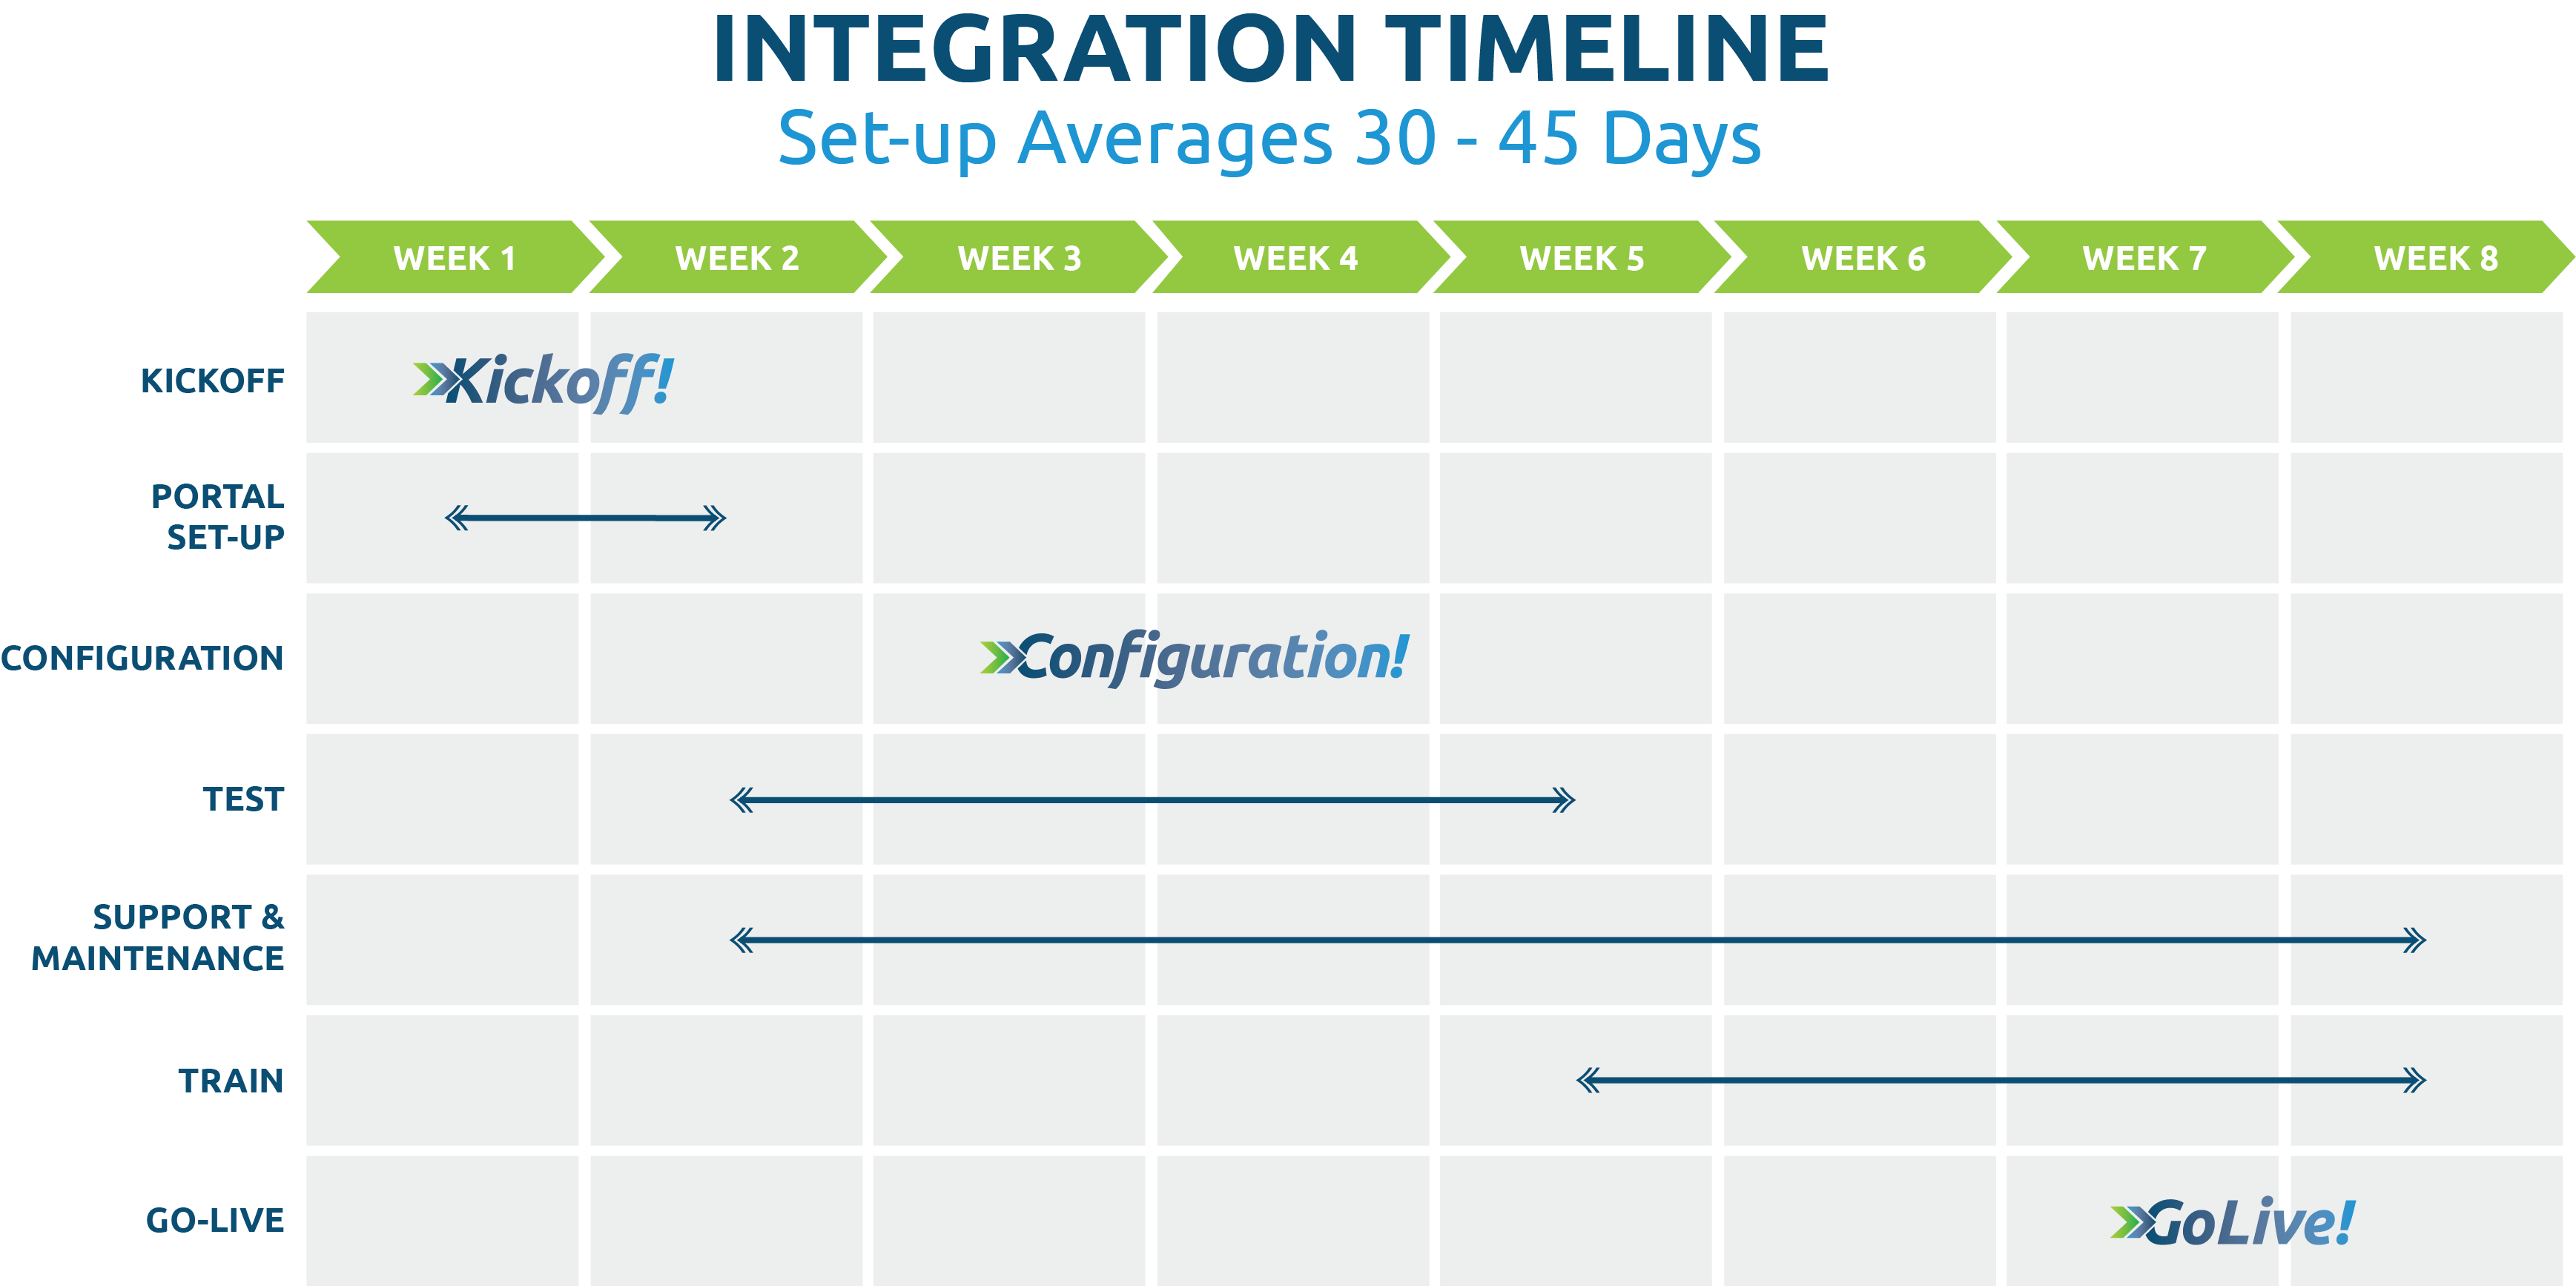 INTEGRATION TIMELINE
Set-up Averages 30 - 45 Days
WEEK 1 WEEK 2 WEEK 3 WEEK 4 WEEK 5 WEEK 6 WEEK 7 WEEK 8
KICKOFF Kickoff!
PORTAL
SET-UP
CONFIGURATION Configuration!
TEST
SUPPORT &
MAINTENANCE
TRAIN
GO-LIVE GoLive!